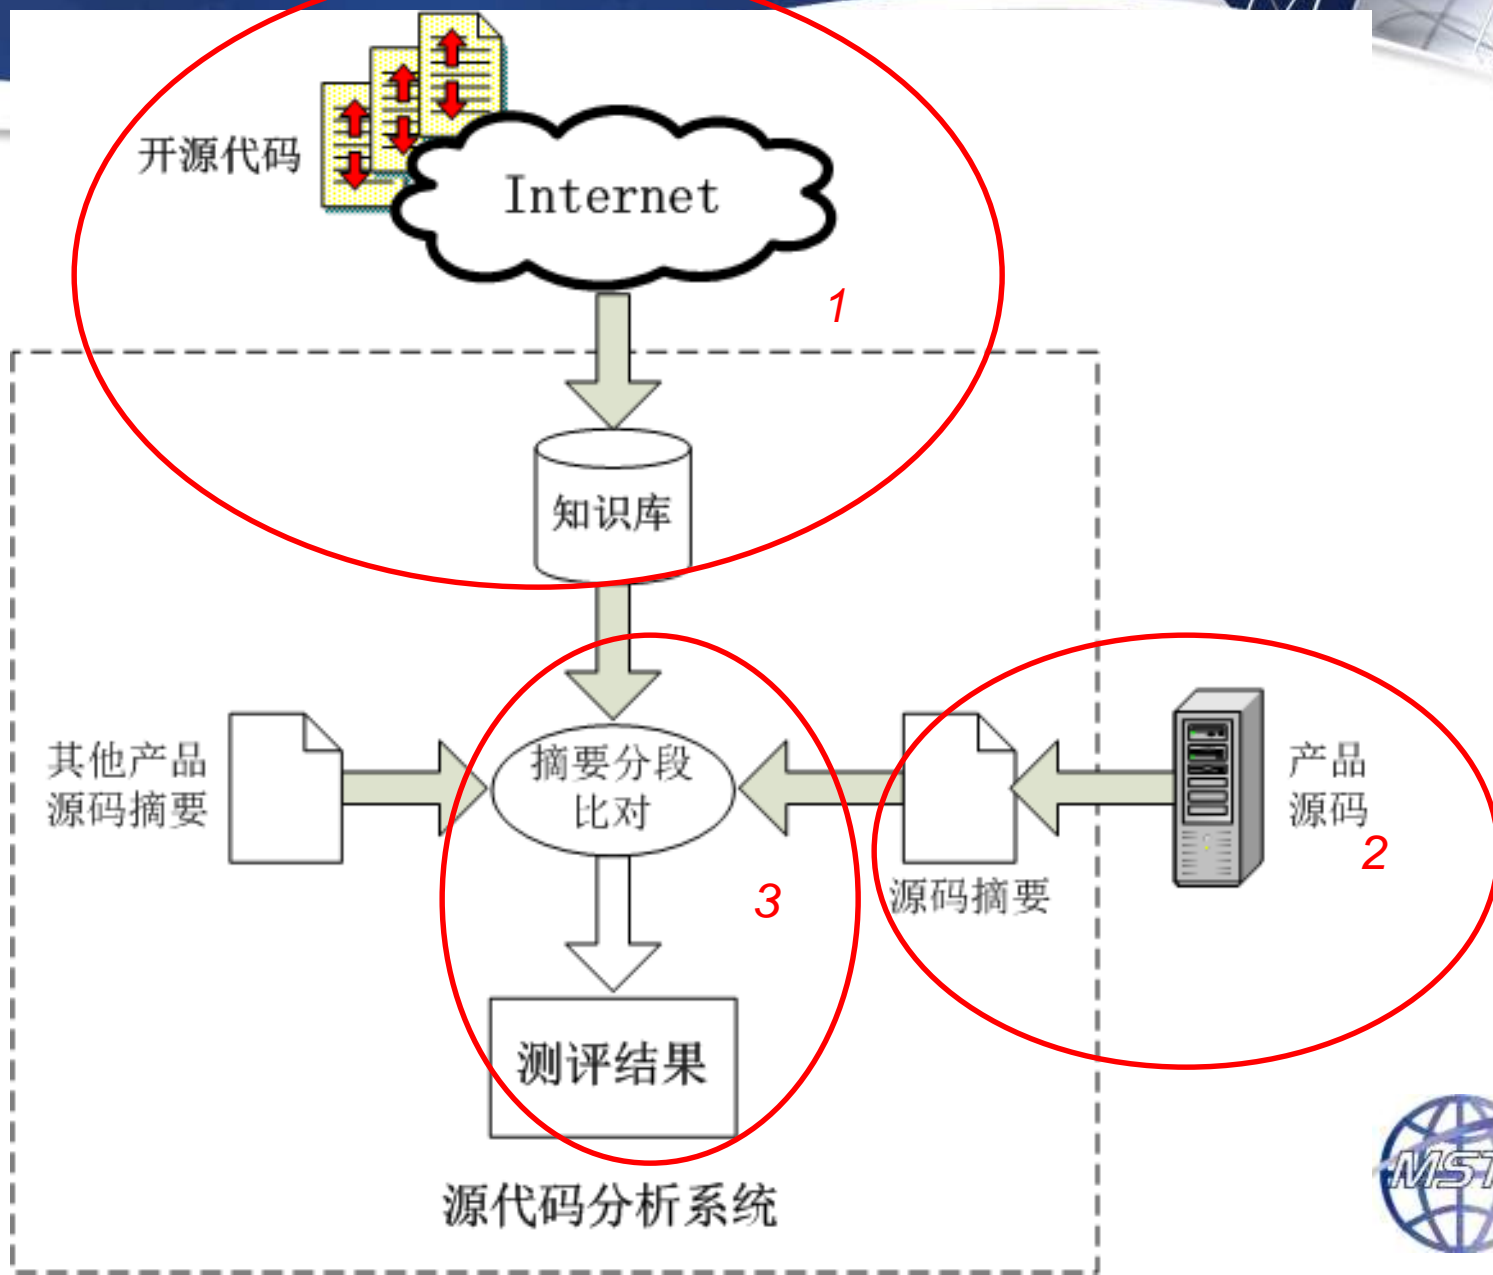 开源代码
Internet
1
知识库
其他产品
源码摘要
摘要分段
比对
产品
源码
2
源码摘要
3
测评结果
源代码分析系统